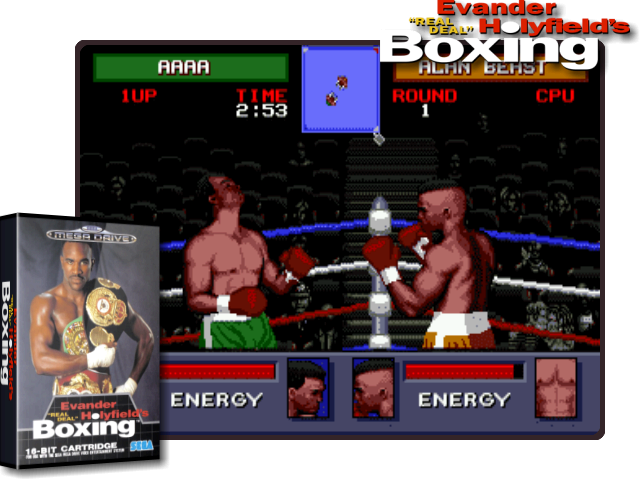 Evander
"REAL DEAL" Holyfield's
Boxing
AAAA
ALAN BEAST
1UP
TIME
ROUND
CPU
2:53
1
ENERGY
ENERGY
SEGA
MEGA DRIVE
Evander
"REAL DEAL" Holyfield's
Boxing
16-BIT CARTRIDGE
SEGA
Boxing